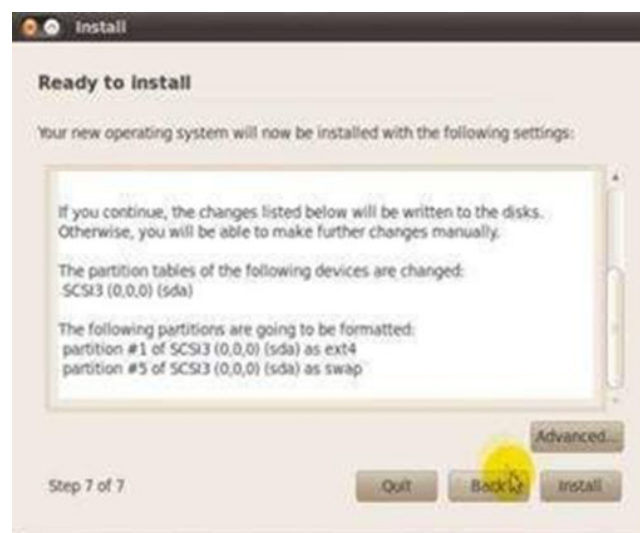 Install
Ready to install
Your new operating system will now be installed with the following settings:
If you continue, the changes listed below will be written to the disks.
Otherwise, you will be able to make further changes manually.
The partition tables of the following devices are changed:
SCSI3 (0,0,0) (sda)
The following partitions are going to be formatted:
partition #1 of SCSI3 (0,0,0) (sda) as ext4
partition #5 of SCSI3 (0,0,0) (sda) as swap
Advanced...
Step 7 of 7
Quit
Back
Install